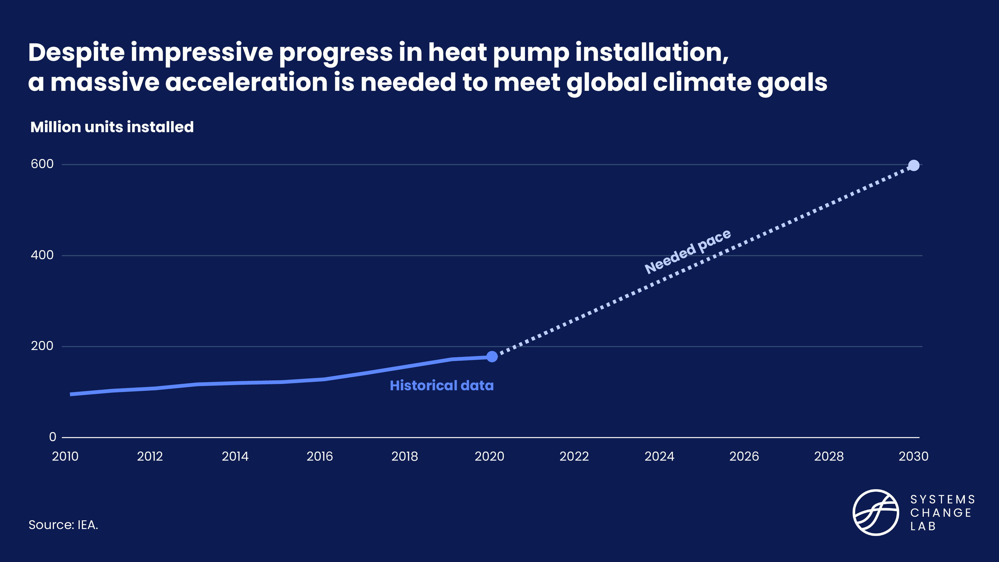 Despite impressive progress in heat pump installation,
a massive acceleration is needed to meet global climate goals
Million units installed
600
400
200
0
Needed pace
Historical data
2010 2012 2014 2016 2018 2020 2022 2024 2026 2028 2030
Source: IEA.
SYSTEMS
CHANGE
LAB